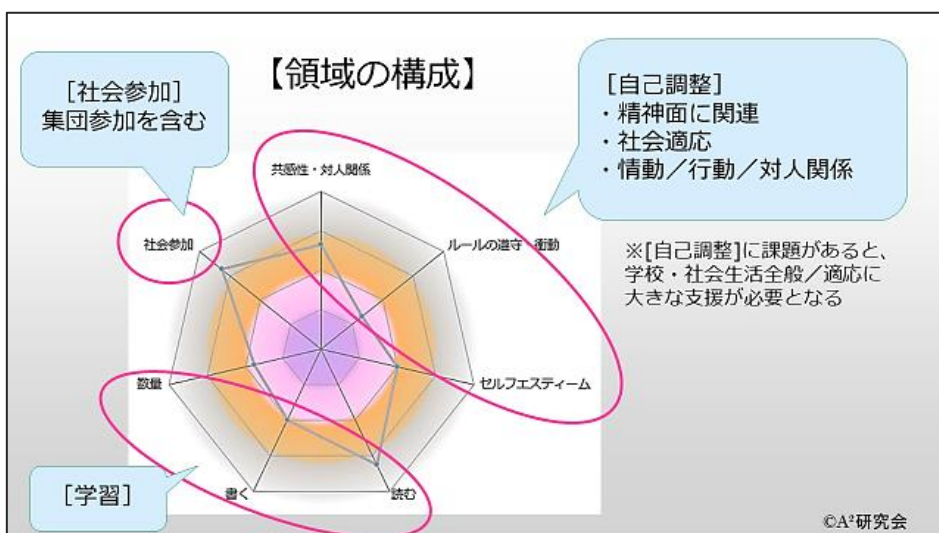 【領域の構成】
[社会参加]
集団参加を含む
[自己調整]
・精神面に関連
・社会適応
・情動／行動／対人関係
※[自己調整]に課題があると、
学校・社会生活全般／適応に
大きな支援が必要となる
共感性・対人関係
ルールの遵守・衝動
セルフエスティーム
読む
書く
数量
社会参加
[学習]
©A²研究会